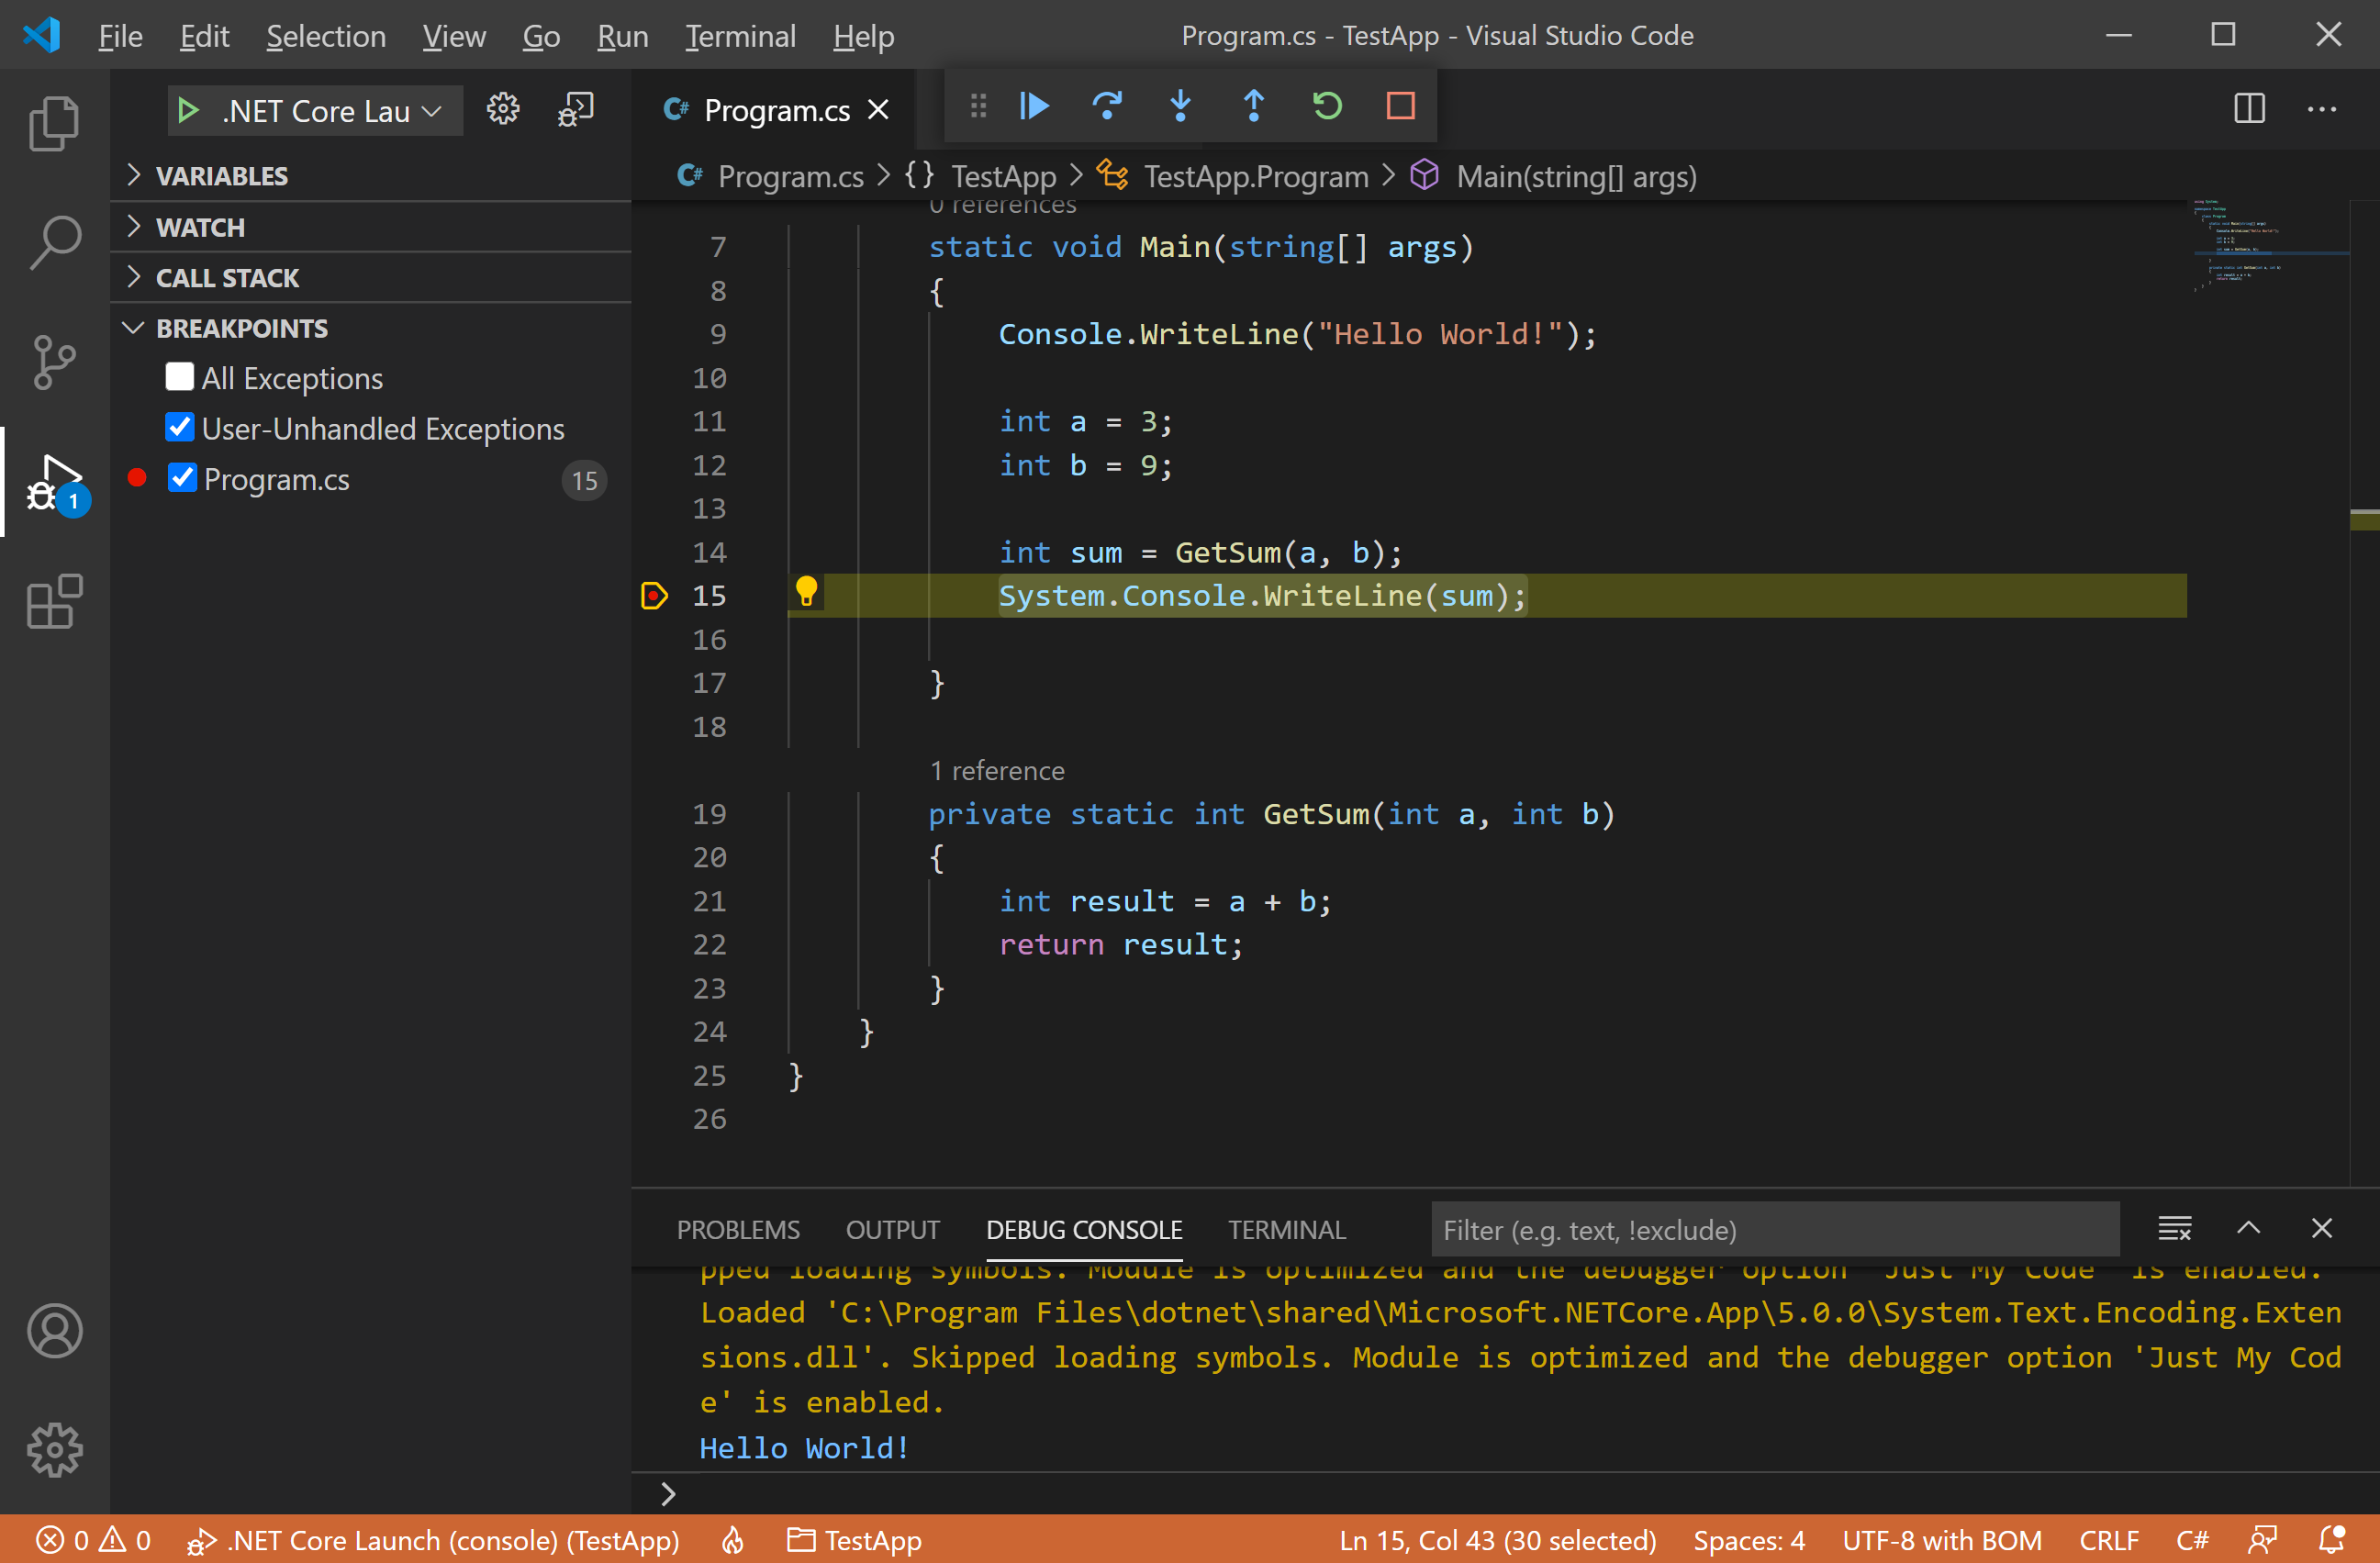 File Edit Selection View Go Run Terminal Help Program.cs - TestApp - Visual Studio Code
.NET Core Lau
Program.cs
VARIABLES
WATCH
CALL STACK
BREAKPOINTS
All Exceptions
User-Unhandled Exceptions
Program.cs 15
1
Program.cs > {} TestApp > TestApp.Program > Main(string[] args)
0 references
7 static void Main(string[] args)
8 {
9 Console.WriteLine("Hello World!");
10
11 int a = 3;
12 int b = 9;
13
14 int sum = GetSum(a, b);
15 System.Console.WriteLine(sum);
16
17 }
18
1 reference
19 private static int GetSum(int a, int b)
20 {
21 int result = a + b;
22 return result;
23 }
24 }
25 }
26
PROBLEMS OUTPUT DEBUG CONSOLE TERMINAL Filter (e.g. text, !exclude)
pped loading symbols. Module is optimized and the debugger option 'Just My Code' is enabled.
Loaded 'C:\Program Files\dotnet\shared\Microsoft.NETCore.App\5.0.0\System.Text.Encoding.Exten
sions.dll'. Skipped loading symbols. Module is optimized and the debugger option 'Just My Cod
e' is enabled.
Hello World!
>
0 0 .NET Core Launch (console) (TestApp) TestApp Ln 15, Col 43 (30 selected) Spaces: 4 UTF-8 with BOM CRLF C#